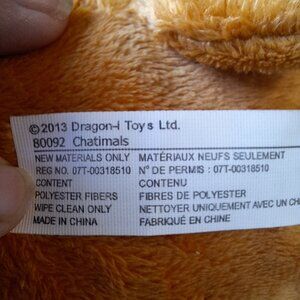 ©2013 Dragon-i Toys Ltd.
80092 Chatimals
NEW MATERIALS ONLY MATÉRIAUX NEUFS SEULEMENT
REG NO. 07T-00318510 N° DE PERMIS : 07T-00318510
CONTENT CONTENU
POLYESTER FIBERS FIBRES DE POLYESTER
WIPE CLEAN ONLY NETTOYER UNIQUEMENT AVEC UN
MADE IN CHINA FABRIQUÉ EN CHINE